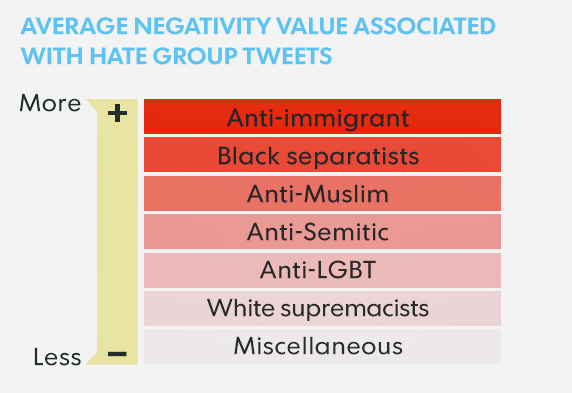 AVERAGE NEGATIVITY VALUE ASSOCIATED
WITH HATE GROUP TWEETS
More
+
Anti-immigrant
Black separatists
Anti-Muslim
Anti-Semitic
Anti-LGBT
White supremacists
Miscellaneous
Less
−